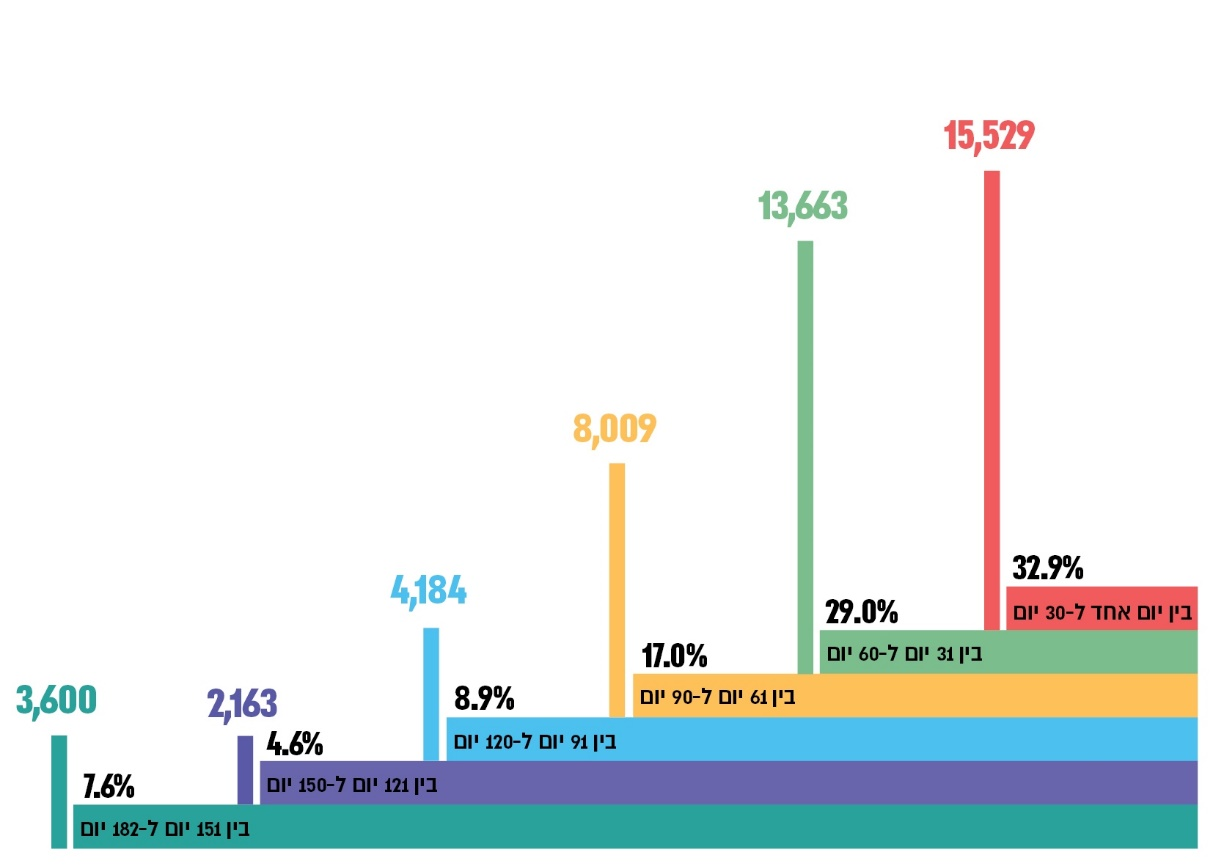 15,529
32.9%
בין יום אחד ל-30 יום
13,663
29.0%
בין 31 יום ל-60 יום
8,009
17.0%
בין 61 יום ל-90 יום
4,184
8.9%
בין 91 יום ל-120 יום
2,163
4.6%
בין 121 יום ל-150 יום
3,600
7.6%
בין 151 יום ל-182 יום